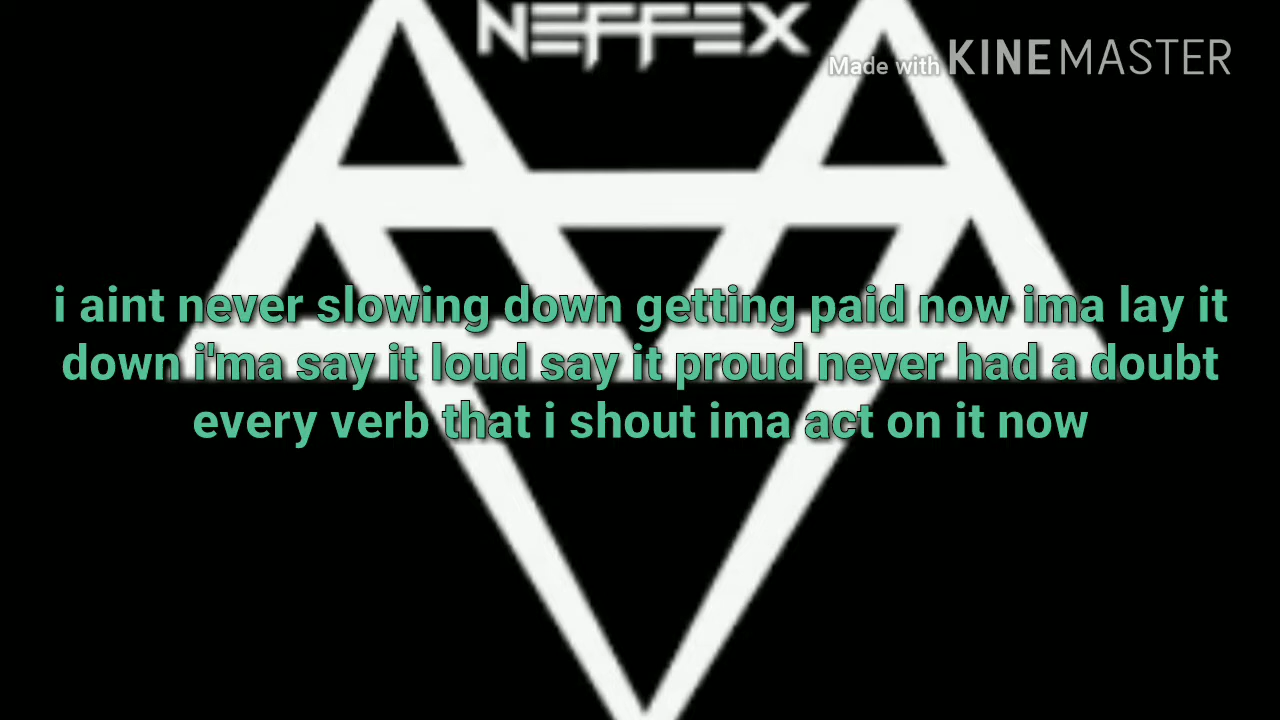 NEFFEX
Made with KINEMASTER
i aint never slowing down getting paid now ima lay it
down i'ma say it loud say it proud never had a doubt
every verb that i shout ima act on it now